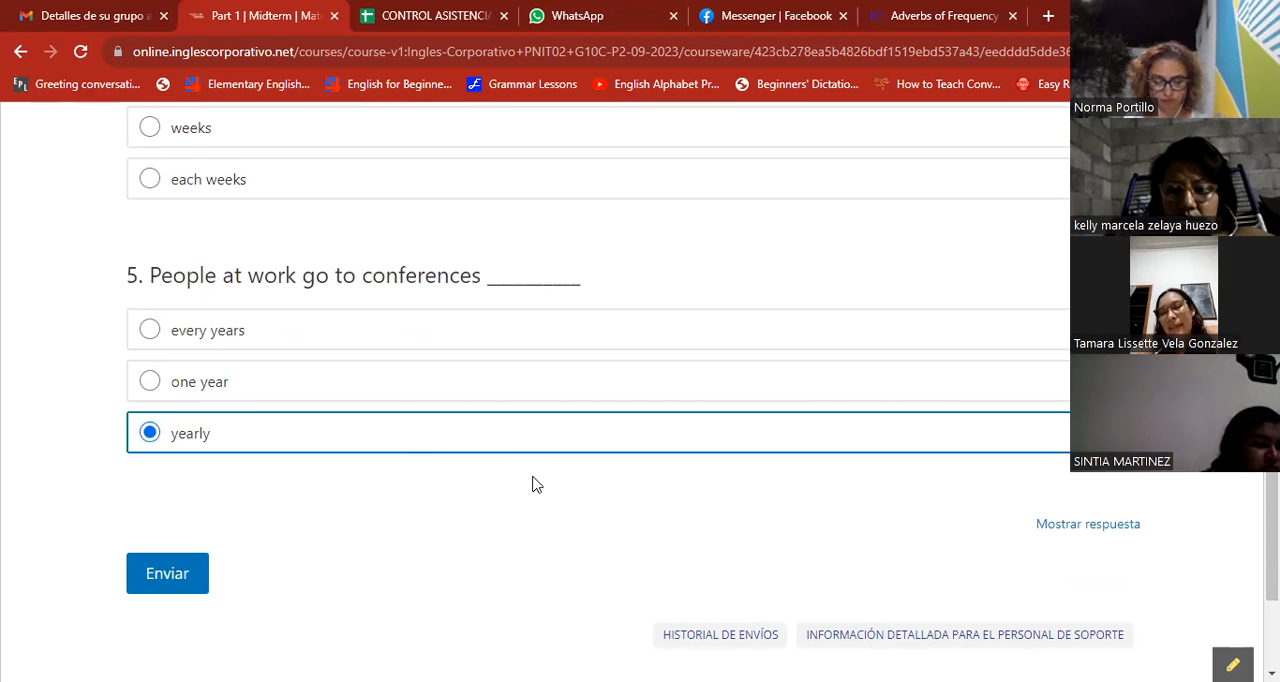 Detalles de su grupo a
Part 1 | Midterm | Mat
CONTROL ASISTENCI
WhatsApp
Messenger | Facebook
Adverbs of Frequency
online.inglescorporativo.net/courses/course-v1:Ingles-Corporativo+PNIT02+G10C-P2-09-2023/courseware/423cb278ea5b4826bdf1519ebd537a43/eedddd5dde36
Greeting conversati...
Elementary English...
English for Beginne...
Grammar Lessons
English Alphabet Pr...
Beginners' Dictatio...
How to Teach Conv...
Easy R
Norma Portillo
weeks
each weeks
kelly marcela zelaya huezo
5. People at work go to conferences __________
every years
one year
yearly
Tamara Lissette Vela Gonzalez
SINTIA MARTINEZ
Mostrar respuesta
Enviar
HISTORIAL DE ENVÍOS
INFORMACIÓN DETALLADA PARA EL PERSONAL DE SOPORTE